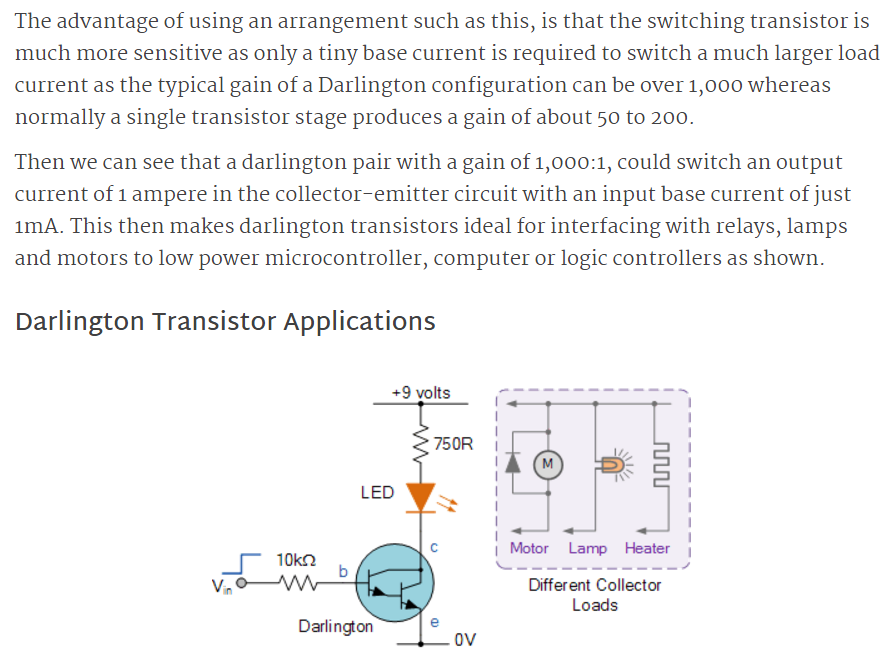 The advantage of using an arrangement such as this, is that the switching transistor is
much more sensitive as only a tiny base current is required to switch a much larger load
current as the typical gain of a Darlington configuration can be over 1,000 whereas
normally a single transistor stage produces a gain of about 50 to 200.
Then we can see that a darlington pair with a gain of 1,000:1, could switch an output
current of 1 ampere in the collector-emitter circuit with an input base current of just
1mA. This then makes darlington transistors ideal for interfacing with relays, lamps
and motors to low power microcontroller, computer or logic controllers as shown.
Darlington Transistor Applications
+9 volts
750R
LED
c
10kΩ
b
Vin
Darlington
e
0V
M
Motor Lamp Heater
Different Collector
Loads